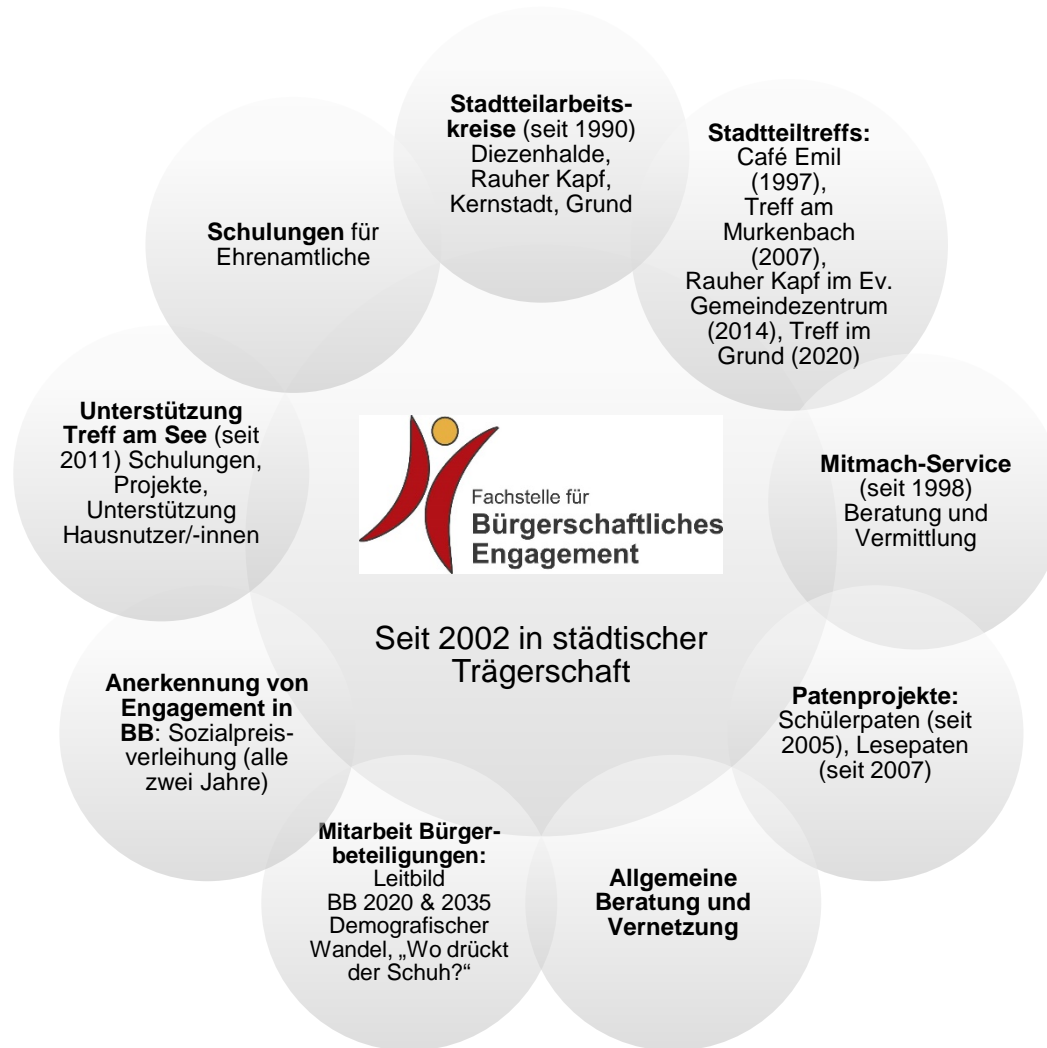 Stadtteilarbeits-
kreise (seit 1990)
Diezenhalde,
Rauher Kapf,
Kernstadt, Grund
Stadtteiltreffs:
Café Emil
(1997),
Treff am
Murkenbach
(2007),
Rauher Kapf im Ev.
Gemeindezentrum
(2014), Treff im
Grund (2020)
Mitmach-Service
(seit 1998)
Beratung und
Vermittlung
Patenprojekte:
Schülerpaten (seit
2005), Lesepaten
(seit 2007)
Allgemeine
Beratung und
Vernetzung
Mitarbeit Bürger-
beteiligungen:
Leitbild
BB 2020 & 2035
Demografischer
Wandel, „Wo drückt
der Schuh?“
Anerkennung von
Engagement in
BB: Sozialpreis-
verleihung (alle
zwei Jahre)
Unterstützung
Treff am See (seit
2011) Schulungen,
Projekte,
Unterstützung
Hausnutzer/-innen
Schulungen für
Ehrenamtliche
Fachstelle für
Bürgerschaftliches
Engagement
Seit 2002 in städtischer
Trägerschaft